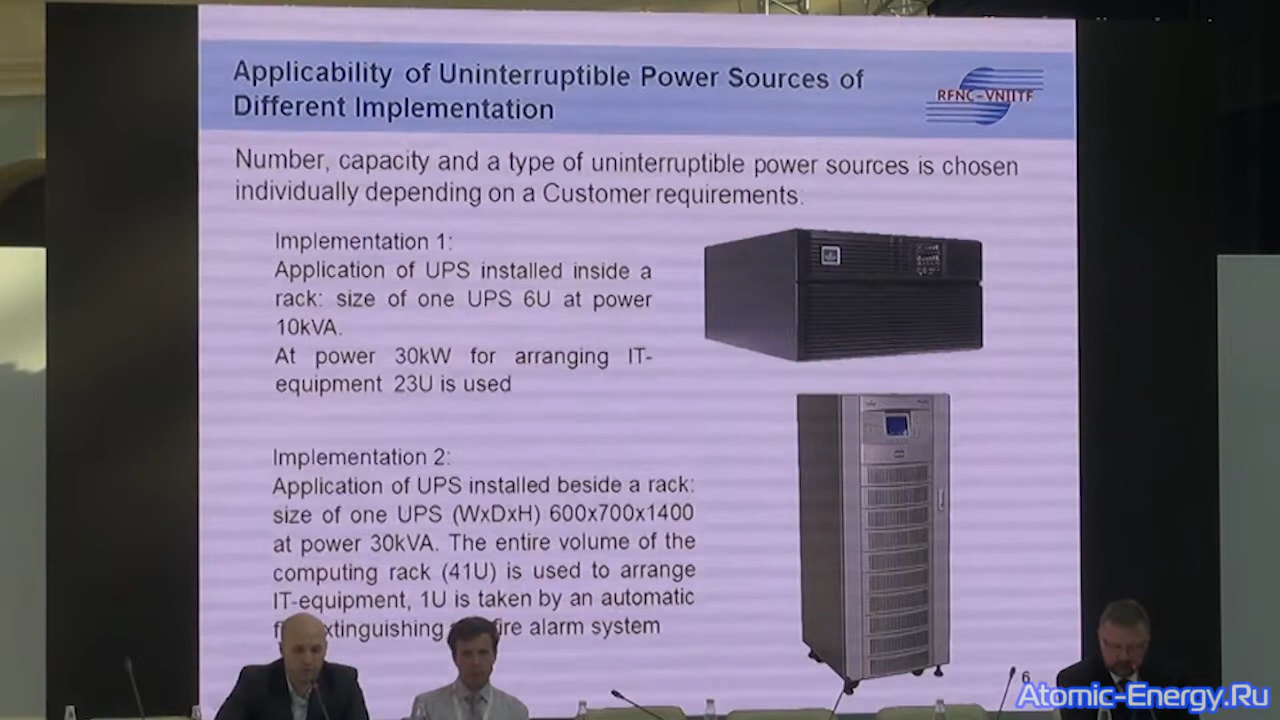 Applicability of Uninterruptible Power Sources of
Different Implementation
RFNC-VNIITF
Number, capacity and a type of uninterruptible power sources is chosen
individually depending on a Customer requirements:
Implementation 1:
Application of UPS installed inside a
rack: size of one UPS 6U at power
10kVA.
At power 30kW for arranging IT-
equipment 23U is used
Implementation 2:
Application of UPS installed beside a rack:
size of one UPS (WxDxH) 600x700x1400
at power 30kVA. The entire volume of the
computing rack (41U) is used to arrange
IT-equipment, 1U is taken by an automatic
xtinguishing ire alarm system
6
Atomic-Energy.Ru